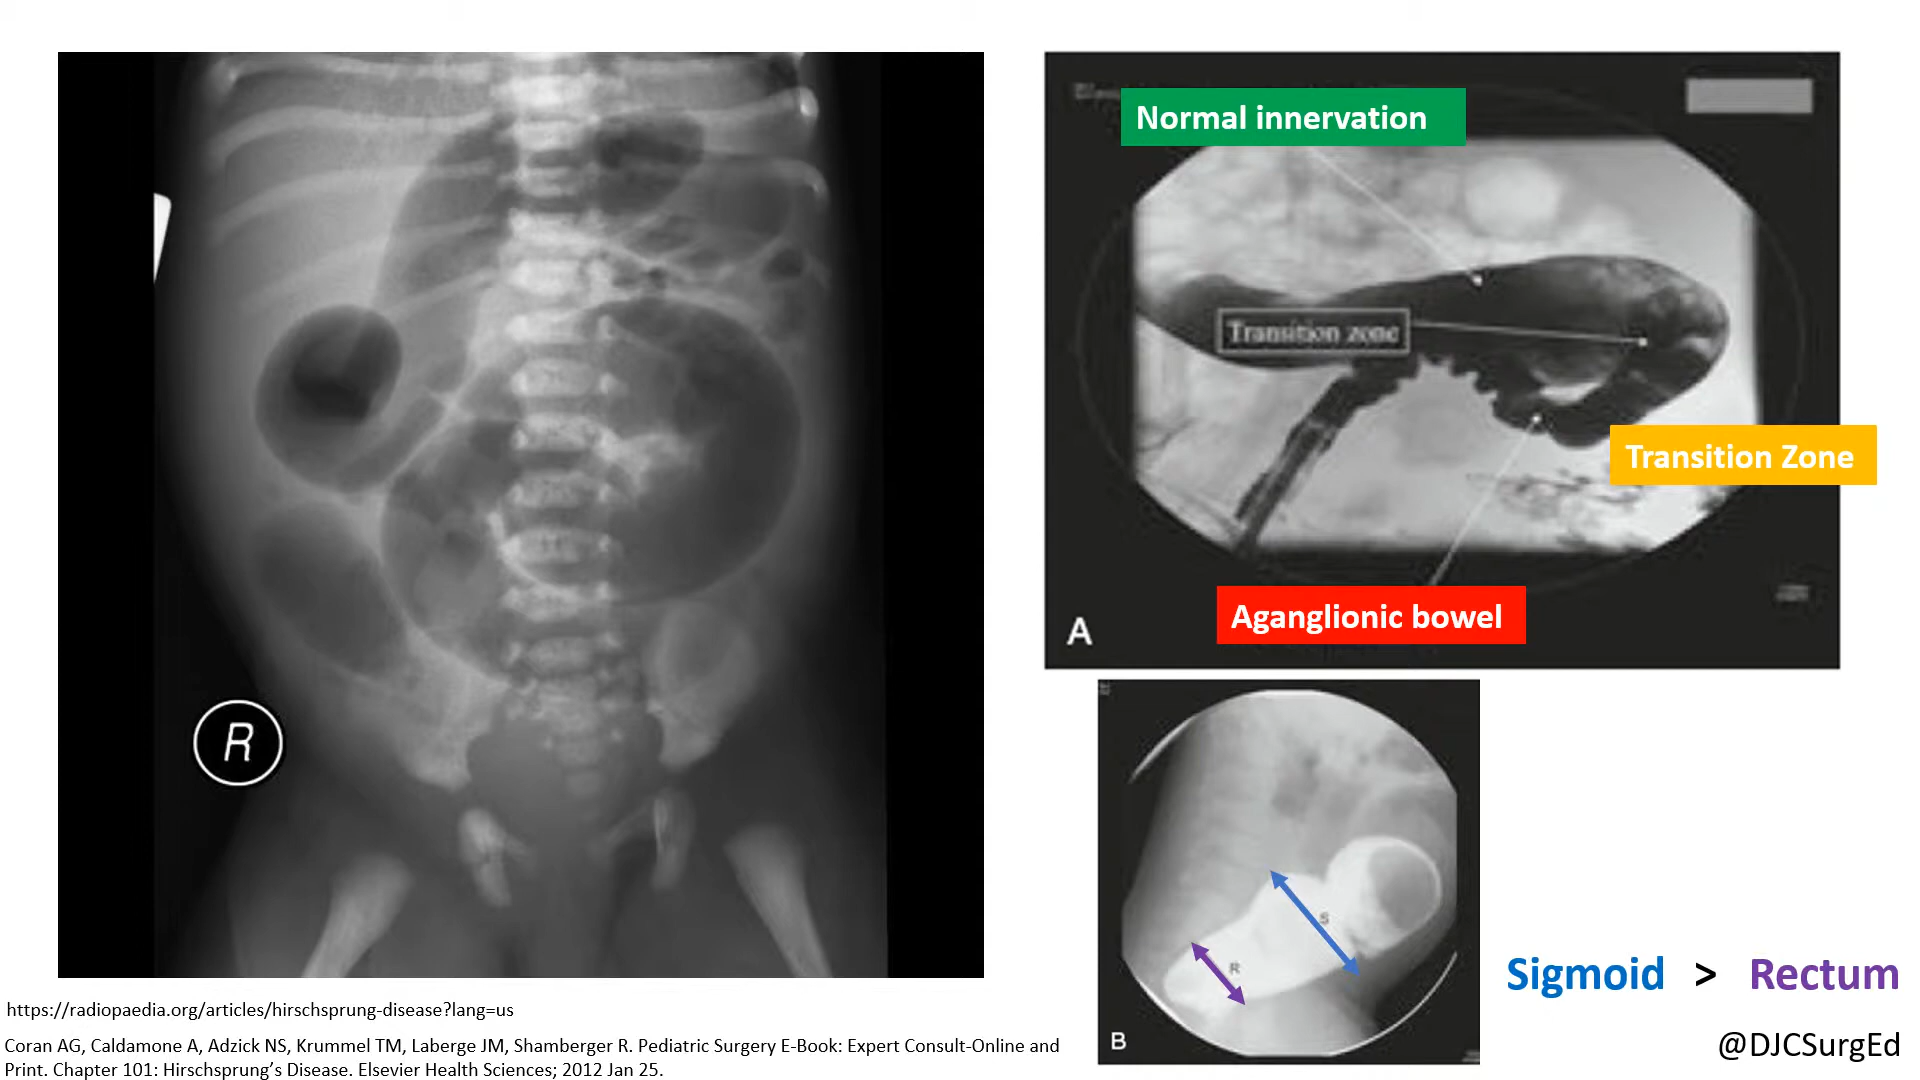 Normal innervation
Transition zone
Transition Zone
Aganglionic bowel
A
R
S
R
B
Sigmoid > Rectum
https://radiopaedia.org/articles/hirschsprung-disease?lang=us
Coran AG, Caldamone A, Adzick NS, Krummel TM, Laberge JM, Shamberger R. Pediatric Surgery E-Book: Expert Consult-Online and
Print. Chapter 101: Hirschsprung’s Disease. Elsevier Health Sciences; 2012 Jan 25.
@DJCSurgEd